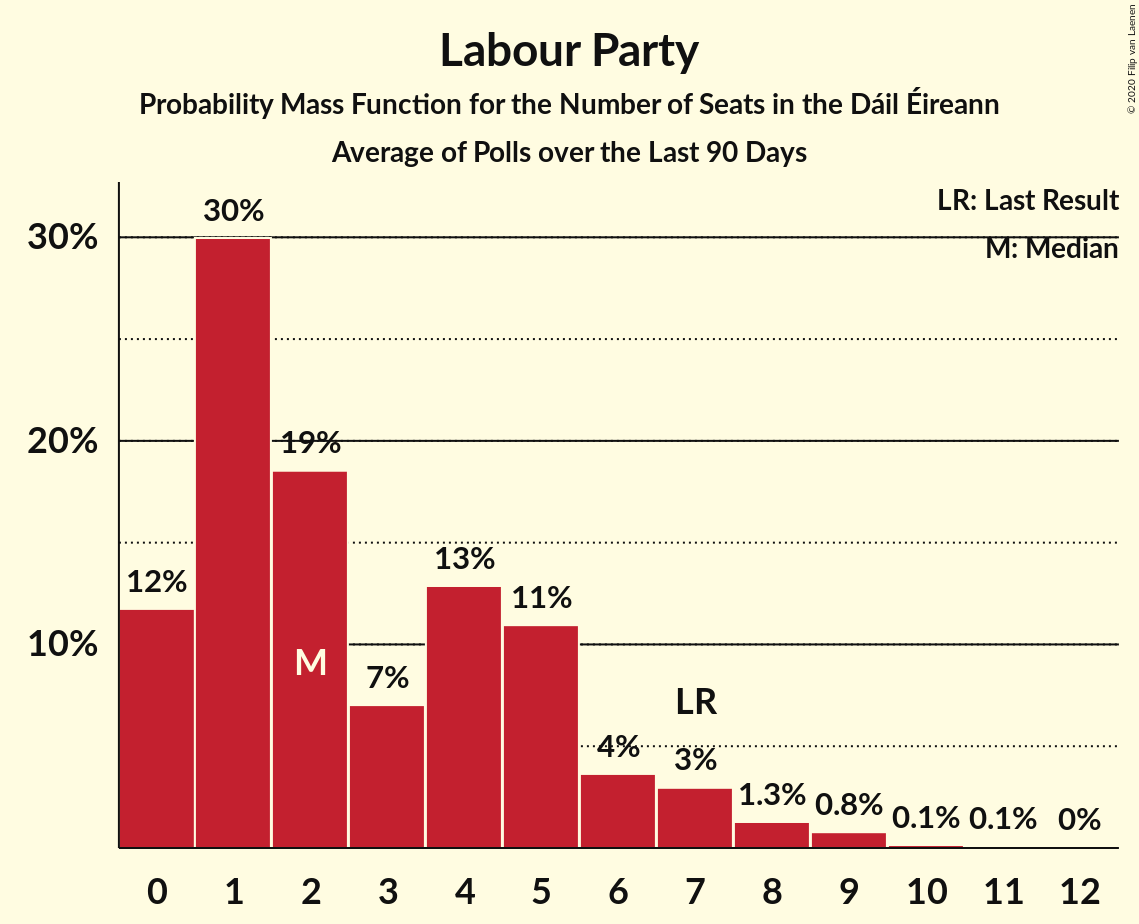 Labour Party
Probability Mass Function for the Number of Seats in the Dáil Éireann
Average of Polls over the Last 90 Days
© 2020 Filip van Laenen
LR: Last Result
M: Median
30%
20%
10%
12%
30%
19%
7%
13%
11%
4%
3%
1.3%
0.8%
0.1%
0.1%
0%
M
LR
0 1 2 3 4 5 6 7 8 9 10 11 12